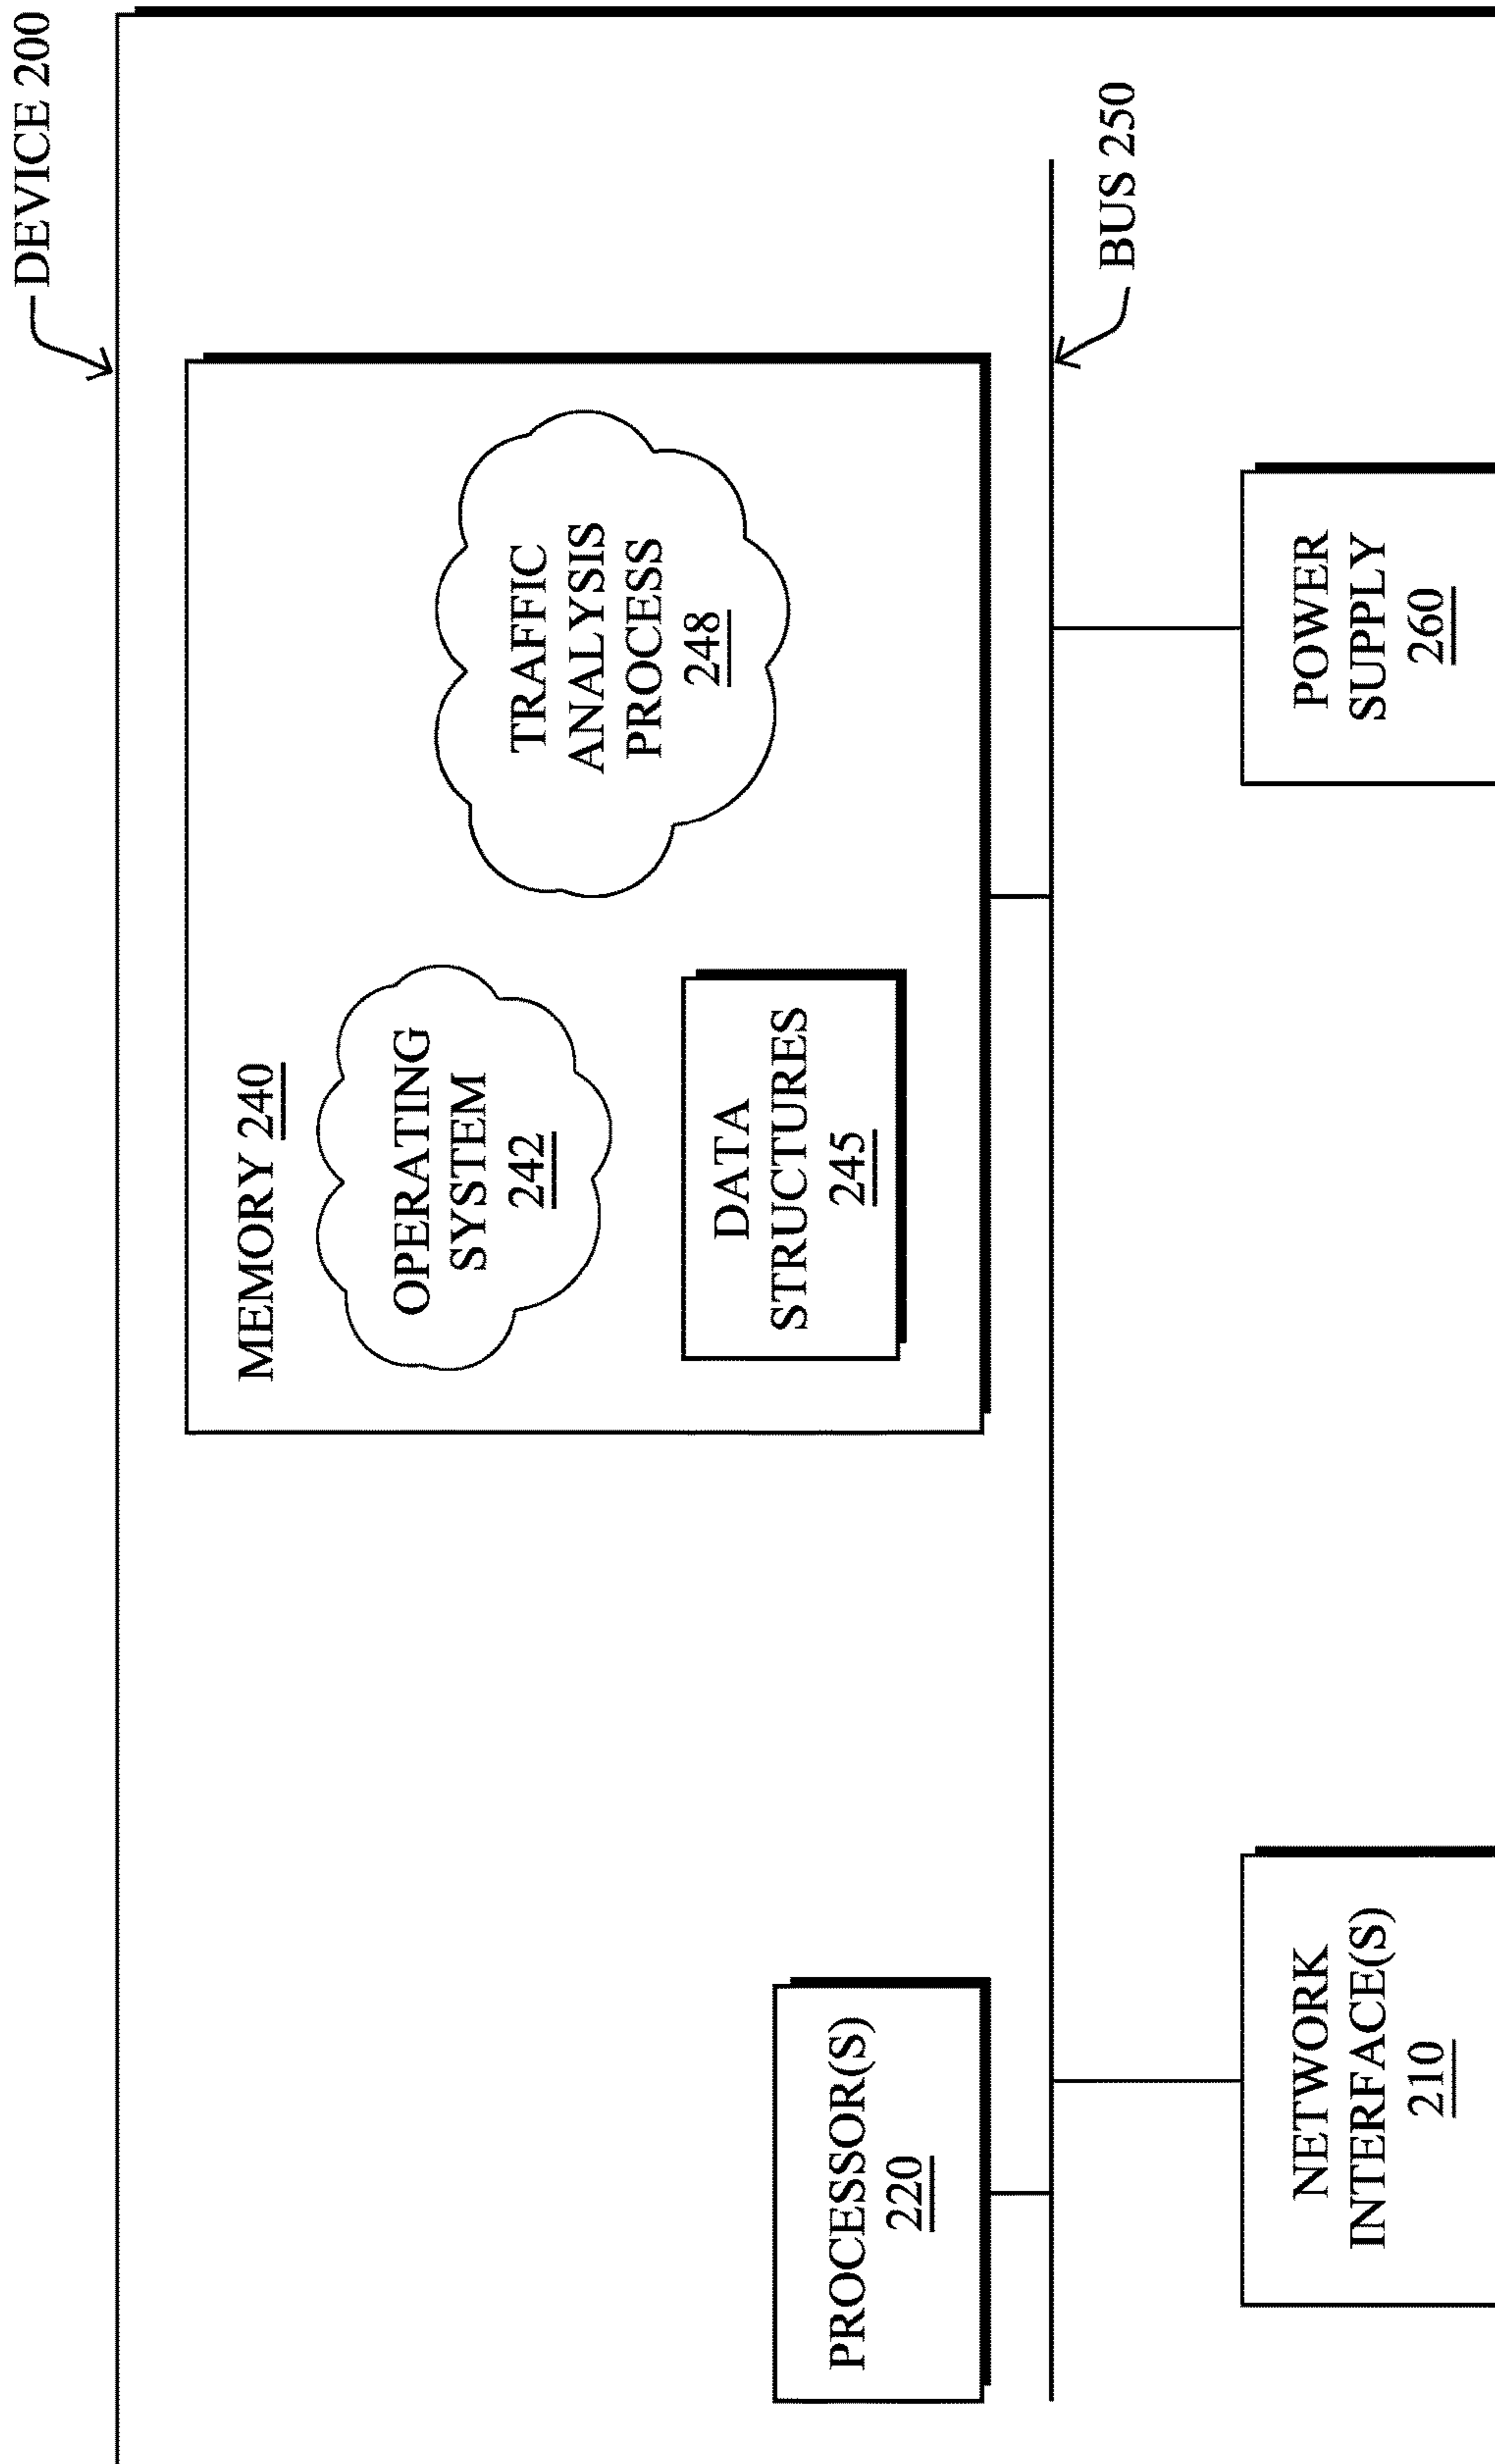 DEVICE 200
MEMORY 240
OPERATING
SYSTEM
242
TRAFFIC
ANALYSIS
PROCESS
248
DATA
STRUCTURES
245
PROCESSOR(S)
220
BUS 250
NETWORK
INTERFACE(S)
210
POWER
SUPPLY
260